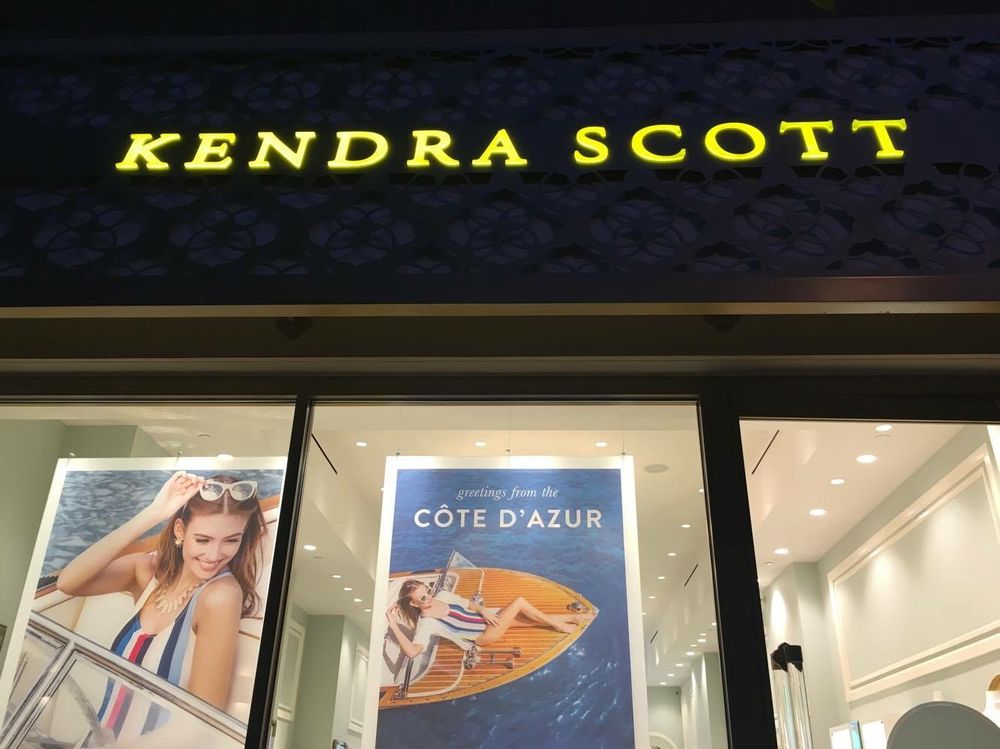 KENDRA SCOTT
greetings from the
CÔTE D'AZUR